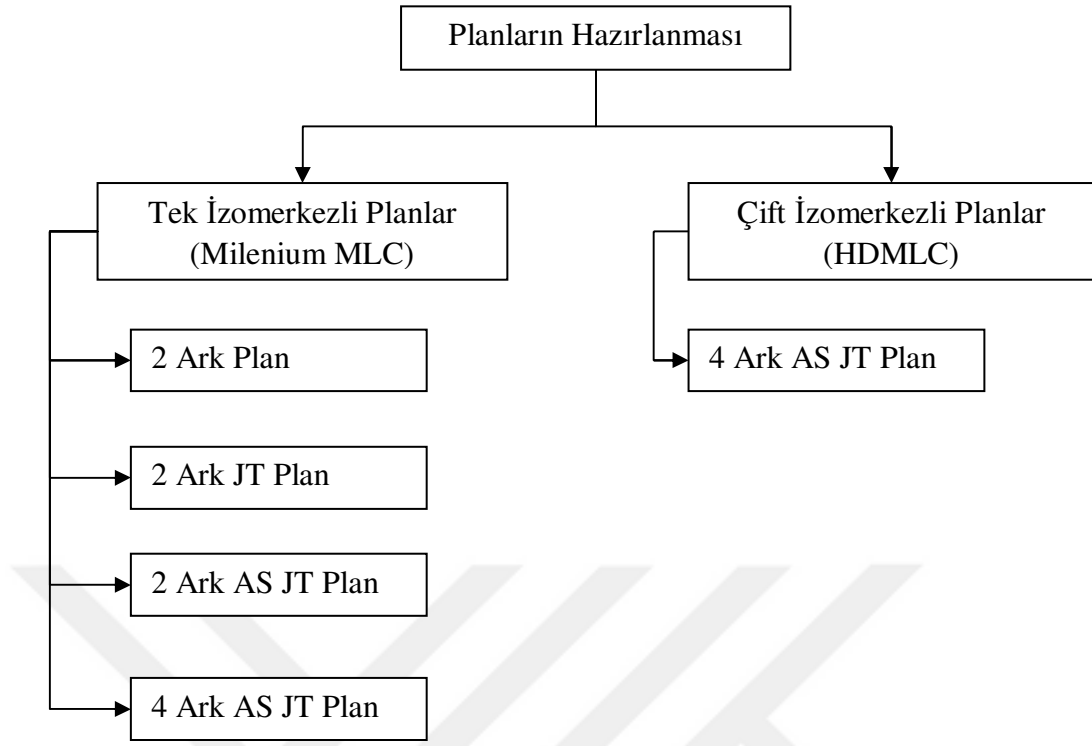 Planların Hazırlanması
Tek İzomerkezli Planlar
(Milenium MLC)
Çift İzomerkezli Planlar
(HDMLC)
2 Ark Plan
4 Ark AS JT Plan
2 Ark JT Plan
2 Ark AS JT Plan
4 Ark AS JT Plan